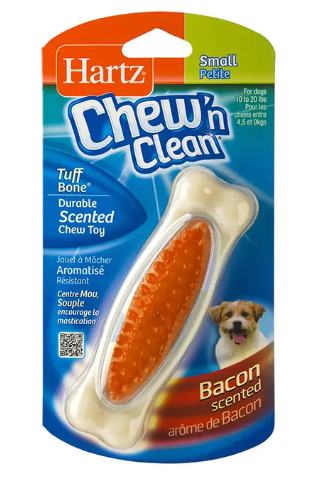 Hartz®
Small
Petite
For dogs
10 to 20 lbs
Pour les
chiens entre
4,5 et 9kgs
Chew'n
Clean®
Tuff
Bone®
Durable
Scented
Chew Toy
Jouet à Mâcher
Aromatisé
Résistant
Centre Mou,
Souple
encourage la
mastication
Bacon
scented
arôme de Bacon